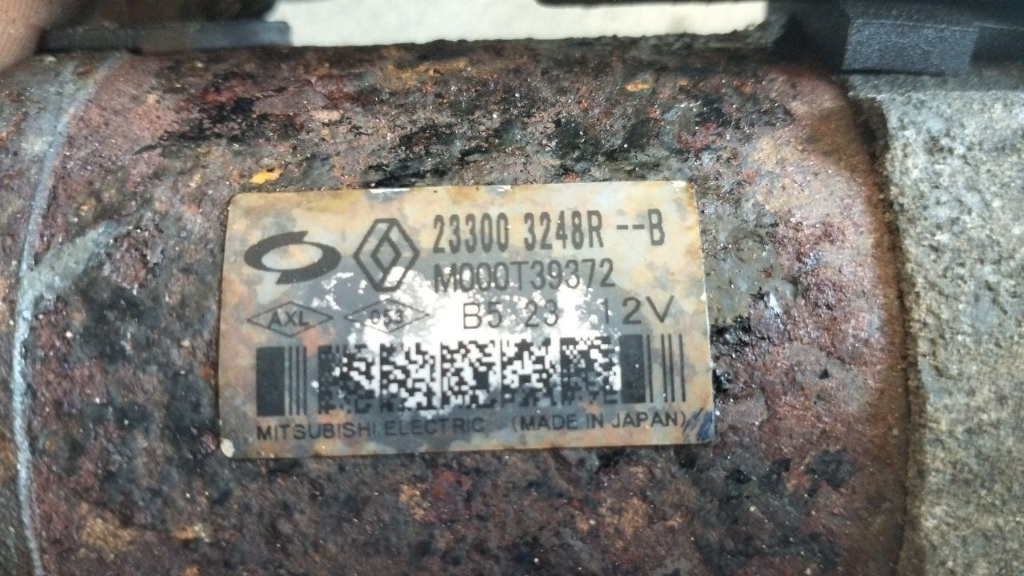 23300 3248R --B
M000T39372
AXL 053 B5 23 12V
MITSUBISHI ELECTRIC (MADE IN JAPAN)